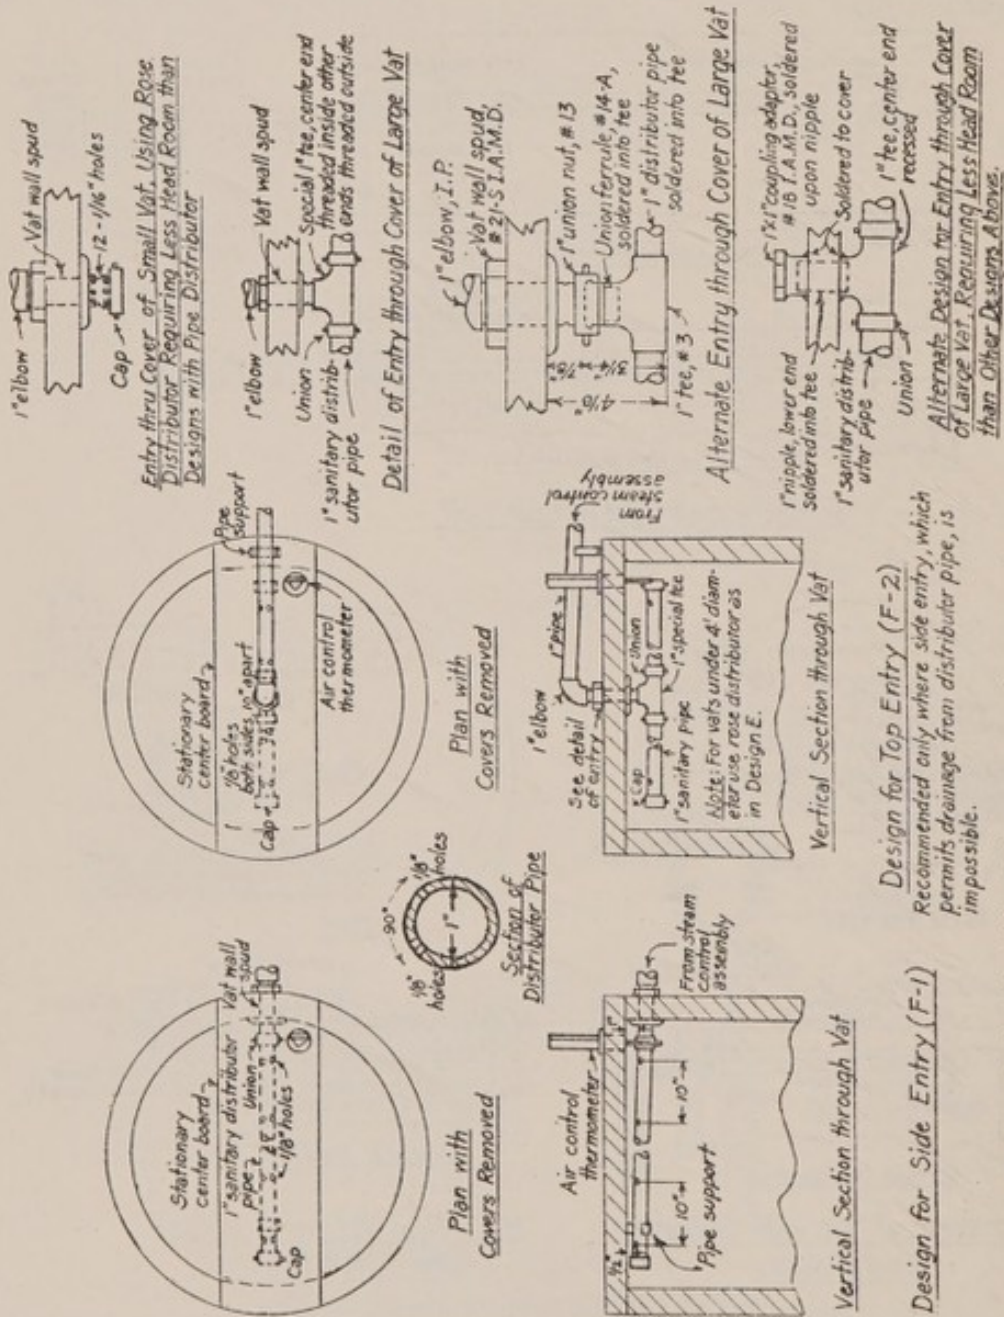 Stationary
center board
1" sanitary distributor
pipe
Union
Vat wall
spud
1/8" holes
Cap
Plan with
Covers Removed
90°
1/8"
holes
1/8"
holes
1"
Section of
Distributor Pipe
Air control
thermometer
From steam
control
assembly
1/2"
10"
10"
Pipe support
Vertical Section through Vat
Design for Side Entry (F-1)
Stationary
center board
1/8" holes
both sides 10" apart
Cap
Pipe
support
Air control
thermometer
Plan with
Covers Removed
1" elbow
1" pipe
From
steam control
assembly
See detail
of entry
Cap
Union
1" special tee
1" sanitary pipe
Note: For vats under 4' diam-
eter use rose distributor as
in Design E.
Vertical Section through Vat
Design for Top Entry (F-2)
Recommended only where side entry, which
permits drainage from distributor pipe, is
impossible.
1" elbow
Vat wall spud
12 - 1/16" holes
Cap
Entry thru Cover of Small Vat, Using Rose
Distributor Requiring Less Head Room than
Designs with Pipe Distributor
1" elbow
Vat wall spud
Union
Special 1" tee, center end
threaded inside other
ends threaded outside
1" sanitary distrib-
utor pipe
Detail of Entry through Cover of Large Vat
1" elbow, I.P.
Vat wall spud,
#21-S I.A.M.D.
1" union nut, #13
Union ferrule, #14-A,
soldered into tee
1" distributor pipe
soldered into tee
4 1/8"
1" tee, #3
Alternate Entry through Cover of Large Vat
1" x 1" coupling adaptor,
#18 I.A.M.D., soldered
upon nipple
1" nipple, lower end
soldered into tee
Soldered to cover
1" sanitary distrib-
utor pipe
Union
1" tee, center end
recessed
Alternate Design for Entry through Cover
of Large Vat, Requiring Less Head Room
than Other Designs Above.